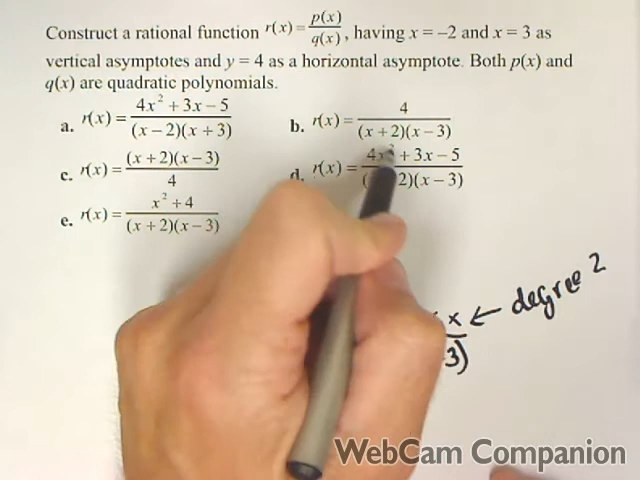 Construct a rational function r(x) = p(x)/q(x), having x = –2 and x = 3 as
vertical asymptotes and y = 4 as a horizontal asymptote. Both p(x) and
q(x) are quadratic polynomials.
a. r(x) = 4x² + 3x – 5 / (x – 2)(x + 3)
b. r(x) = 4 / (x + 2)(x – 3)
c. r(x) = (x + 2)(x – 3) / 4
d. r(x) = 4x² + 3x – 5 / ( 2)(x – 3)
e. r(x) = x² + 4 / (x + 2)(x – 3)
x ← degree 2
3)
WebCam Companion